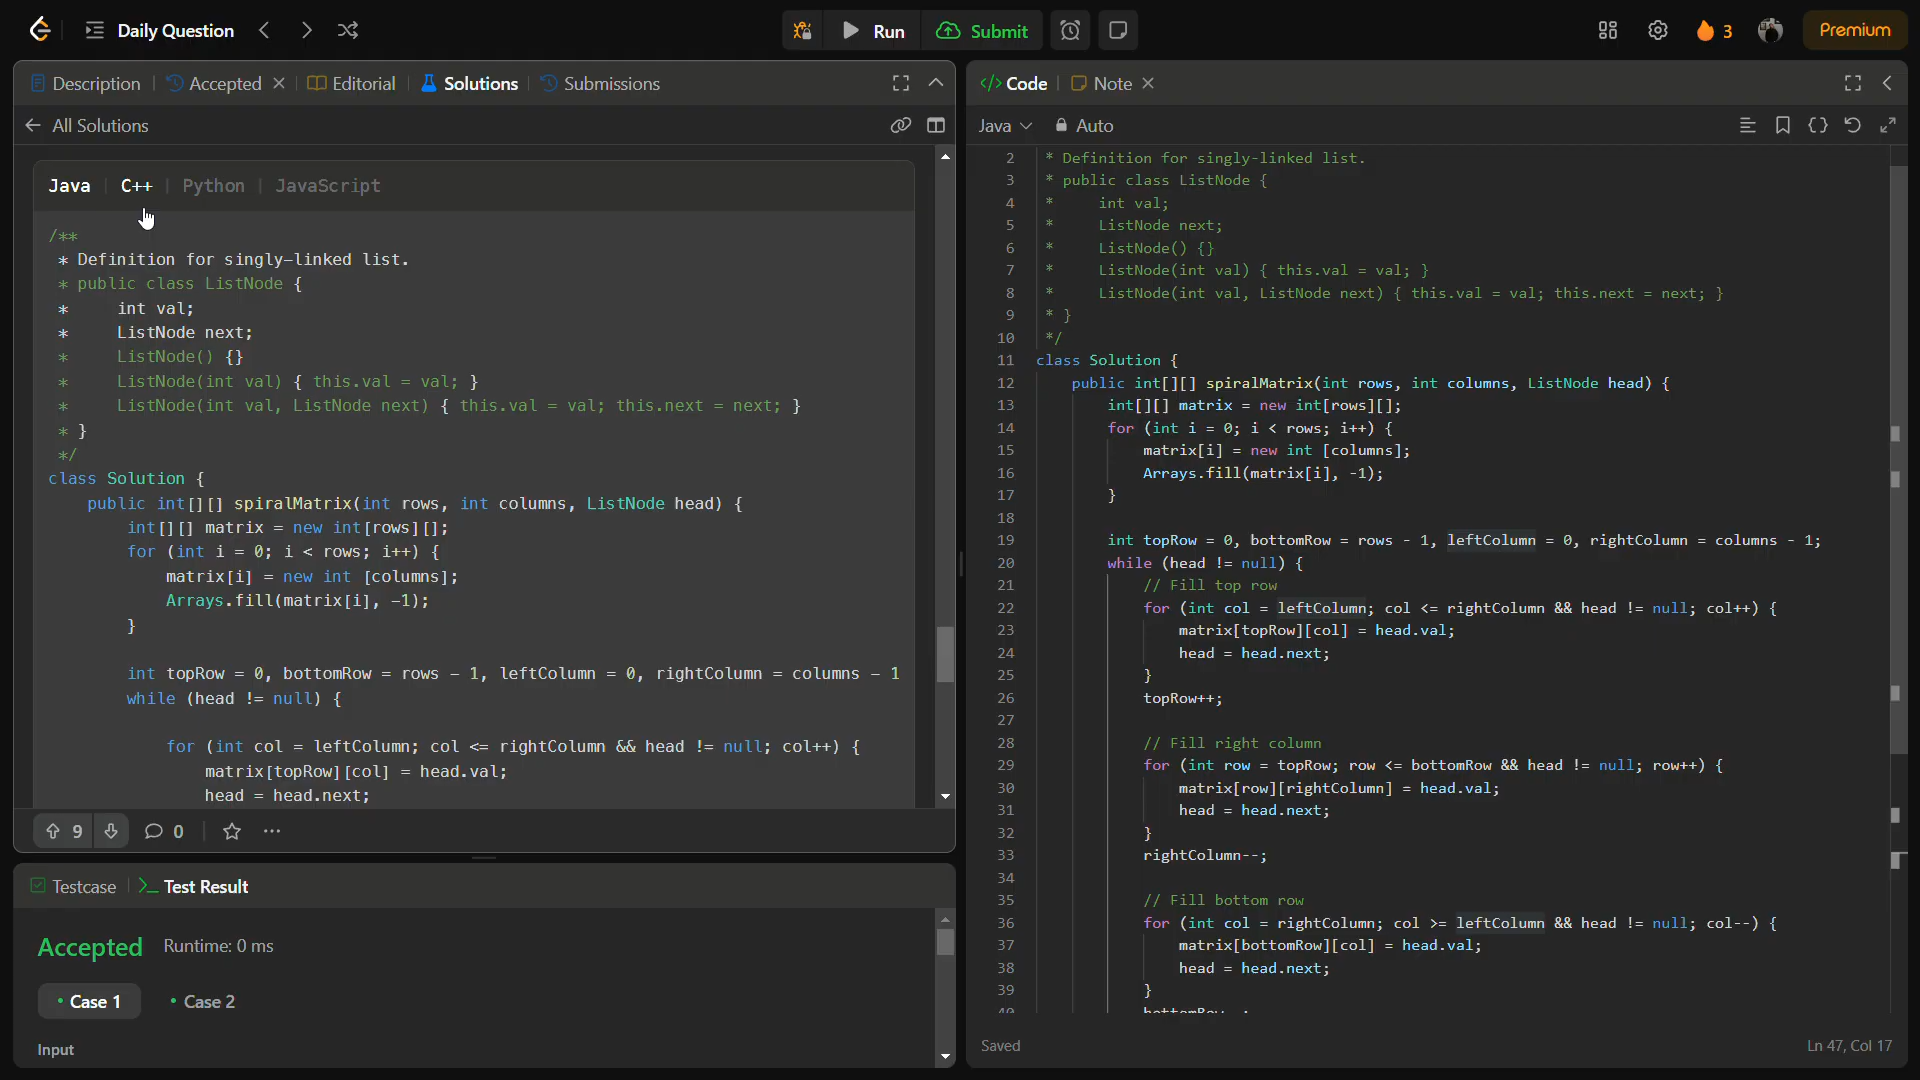 Daily Question
Run
Submit
3
Premium
Description
Accepted
Editorial
Solutions
Submissions
All Solutions
Java
C++
Python
JavaScript
/**
* Definition for singly-linked list.
* public class ListNode {
*     int val;
*     ListNode next;
*     ListNode() {}
*     ListNode(int val) { this.val = val; }
*     ListNode(int val, ListNode next) { this.val = val; this.next = next; }
* }
*/
class Solution {
public int[][] spiralMatrix(int rows, int columns, ListNode head) {
int[][] matrix = new int[rows][];
for (int i = 0; i < rows; i++) {
matrix[i] = new int [columns];
Arrays.fill(matrix[i], -1);
}
int topRow = 0, bottomRow = rows - 1, leftColumn = 0, rightColumn = columns - 1
while (head != null) {
for (int col = leftColumn; col <= rightColumn && head != null; col++) {
matrix[topRow][col] = head.val;
head = head.next;
9
0
Testcase
Test Result
Accepted
Runtime: 0 ms
Case 1
Case 2
Input
Code
Note
Java
Auto
2 * Definition for singly-linked list.
3 * public class ListNode {
4 *     int val;
5 *     ListNode next;
6 *     ListNode() {}
7 *     ListNode(int val) { this.val = val; }
8 *     ListNode(int val, ListNode next) { this.val = val; this.next = next; }
9 * }
10 */
11 class Solution {
12 public int[][] spiralMatrix(int rows, int columns, ListNode head) {
13 int[][] matrix = new int[rows][];
14 for (int i = 0; i < rows; i++) {
15 matrix[i] = new int [columns];
16 Arrays.fill(matrix[i], -1);
17 }
18
19 int topRow = 0, bottomRow = rows - 1, leftColumn = 0, rightColumn = columns - 1;
20 while (head != null) {
21 // Fill top row
22 for (int col = leftColumn; col <= rightColumn && head != null; col++) {
23 matrix[topRow][col] = head.val;
24 head = head.next;
25 }
26 topRow++;
27
28 // Fill right column
29 for (int row = topRow; row <= bottomRow && head != null; row++) {
30 matrix[row][rightColumn] = head.val;
31 head = head.next;
32 }
33 rightColumn--;
34
35 // Fill bottom row
36 for (int col = rightColumn; col >= leftColumn && head != null; col--) {
37 matrix[bottomRow][col] = head.val;
38 head = head.next;
39 }
Saved
Ln 47, Col 17